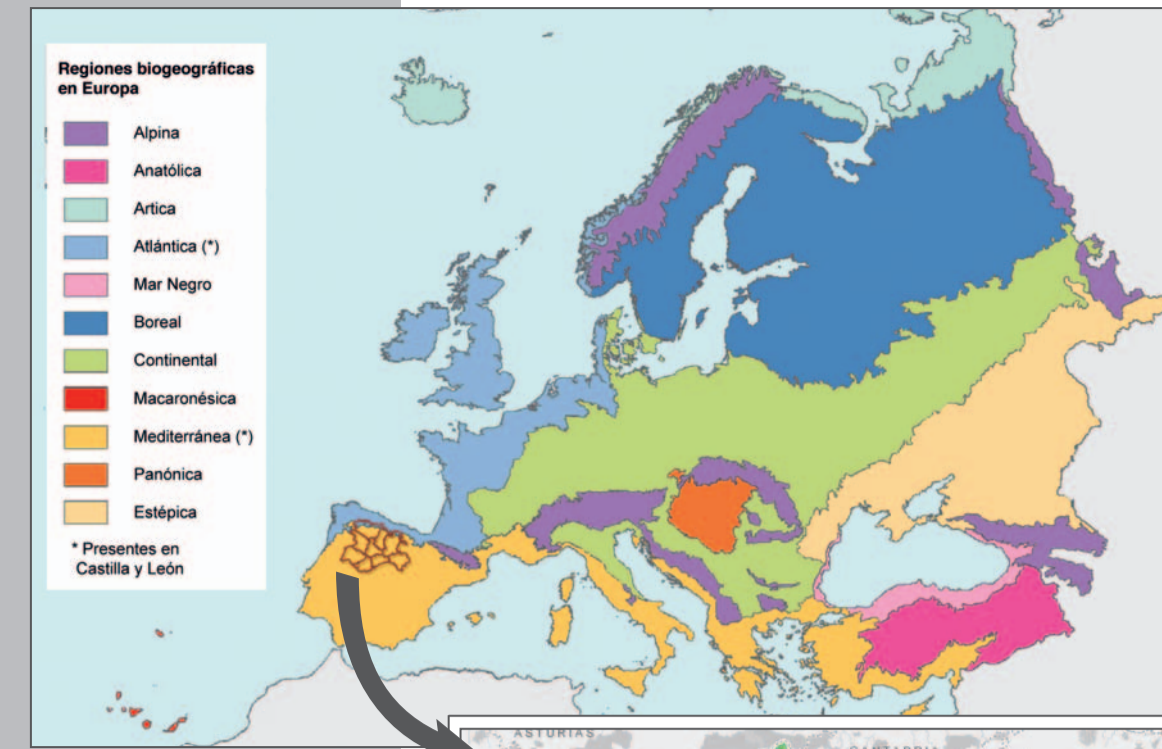 Regiones biogeográficas
en Europa
Alpina
Anatólica
Artica
Atlántica (*)
Mar Negro
Boreal
Continental
Macaronésica
Mediterránea (*)
Panónica
Estépica
* Presentes en
Castilla y León
ASTURIAS
CANTABRIA